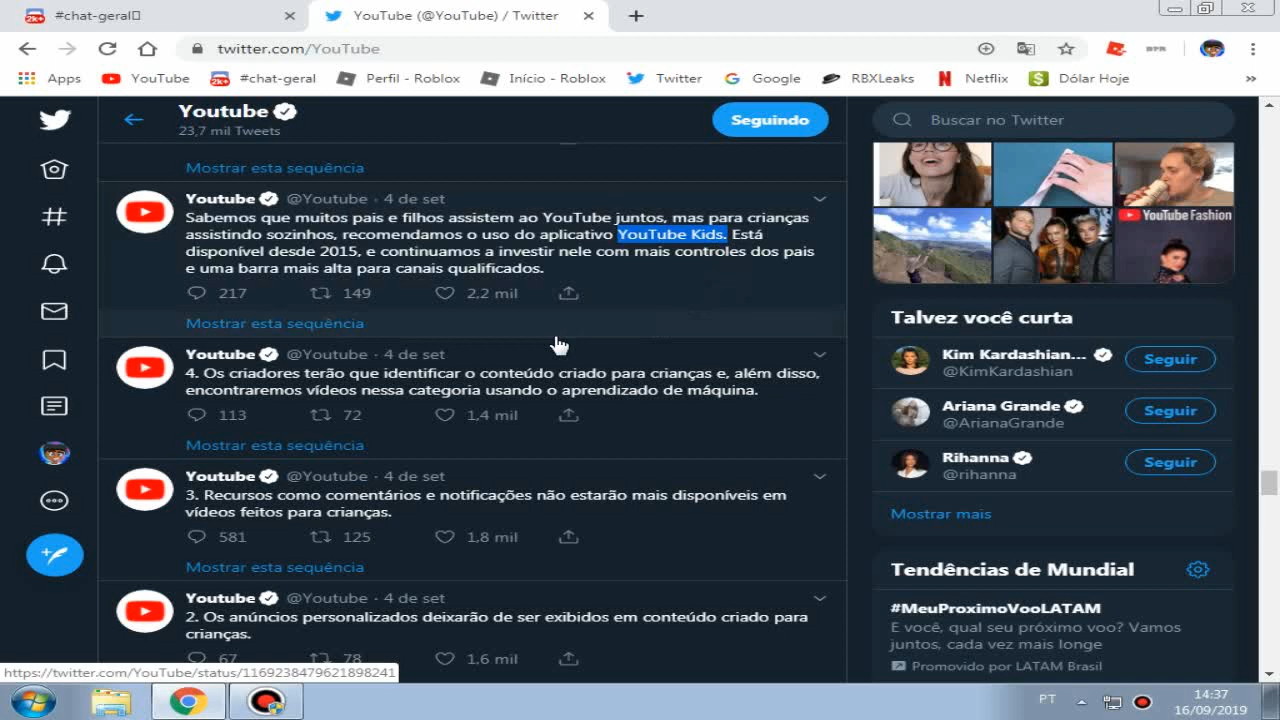 #chat-geral
YouTube (@YouTube) / Twitter
twitter.com/YouTube
Apps
YouTube
#chat-geral
Perfil - Roblox
Início - Roblox
Twitter
Google
RBXLeaks
Netflix
Dólar Hoje
»
Youtube
23,7 mil Tweets
Seguindo
Mostrar esta sequência
Youtube @Youtube · 4 de set
Sabemos que muitos pais e filhos assistem ao YouTube juntos, mas para crianças
assistindo sozinhos, recomendamos o uso do aplicativo YouTube Kids. Está
disponível desde 2015, e continuamos a investir nele com mais controles dos pais
e uma barra mais alta para canais qualificados.
217 149 2,2 mil
Mostrar esta sequência
Youtube @Youtube · 4 de set
4. Os criadores terão que identificar o conteúdo criado para crianças e, além disso,
encontraremos vídeos nessa categoria usando o aprendizado de máquina.
113 72 1,4 mil
Mostrar esta sequência
Youtube @Youtube · 4 de set
3. Recursos como comentários e notificações não estarão mais disponíveis em
vídeos feitos para crianças.
581 125 1,8 mil
Mostrar esta sequência
Youtube @Youtube · 4 de set
2. Os anúncios personalizados deixarão de ser exibidos em conteúdo criado para
crianças.
67 78 1,6 mil
https://twitter.com/YouTube/status/1169238479621898241
Buscar no Twitter
YouTube Fashion
Talvez você curta
Kim Kardashian...
@KimKardashian
Seguir
Ariana Grande
@ArianaGrande
Seguir
Rihanna
@rihanna
Seguir
Mostrar mais
Tendências de Mundial
#MeuProximoVooLATAM
E você, qual seu próximo voo? Vamos
juntos, cada vez mais longe
Promovido por LATAM Brasil
PT
14:37
16/09/2019